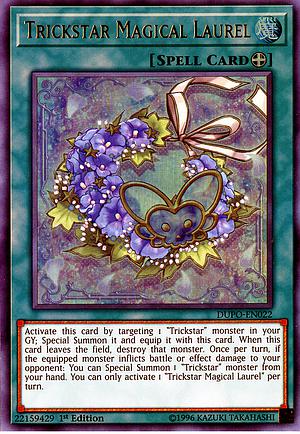 TRICKSTAR MAGICAL LAUREL
[SPELL CARD]
DUPO-EN022
Activate this card by targeting 1 "Trickstar" monster in your
GY; Special Summon it and equip it with this card. When this
card leaves the field, destroy that monster. Once per turn, if
the equipped monster inflicts battle or effect damage to your
opponent: You can Special Summon 1 "Trickstar" monster from
your hand. You can only activate 1 "Trickstar Magical Laurel" per
turn.
22159429 1st Edition ©1996 KAZUKI TAKAHASHI